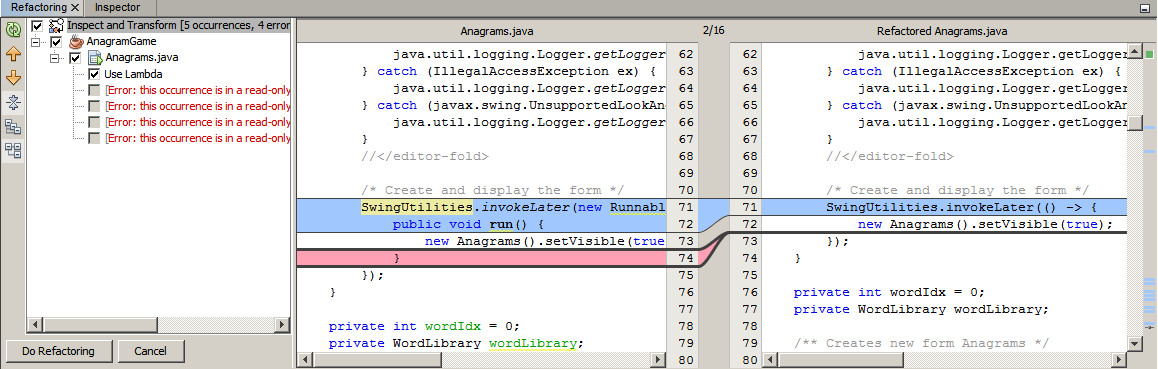 Refactoring
Inspector
Inspect and Transform [5 occurrences, 4 error
AnagramGame
Anagrams.java
Use Lambda
[Error: this occurrence is in a read-only
[Error: this occurrence is in a read-only
[Error: this occurrence is in a read-only
[Error: this occurrence is in a read-only
Do Refactoring
Cancel
Anagrams.java
2/16
Refactored Anagrams.java
java.util.logging.Logger.getLogger 62
} catch (IllegalAccessException ex) { 63
java.util.logging.Logger.getLogger 64
} catch (javax.swing.UnsupportedLookAn 65
java.util.logging.Logger.getLogger 66
} 67
//</editor-fold> 68
69
/* Create and display the form */ 70
SwingUtilities.invokeLater(new Runnabl 71
public void run() { 72
new Anagrams().setVisible(true 73
} 74
}); 75
} 76
77
private int wordIdx = 0; 78
private WordLibrary wordLibrary; 79
80
62 java.util.logging.Logger.getLogge
63 } catch (IllegalAccessException ex) {
64 java.util.logging.Logger.getLogge
65 } catch (javax.swing.UnsupportedLookA
66 java.util.logging.Logger.getLogge
67 }
68 //</editor-fold>
69
70 /* Create and display the form */
71 SwingUtilities.invokeLater(() -> {
72 new Anagrams().setVisible(true);
73 });
74 }
75
76 private int wordIdx = 0;
77 private WordLibrary wordLibrary;
78
79 /** Creates new form Anagrams */
80